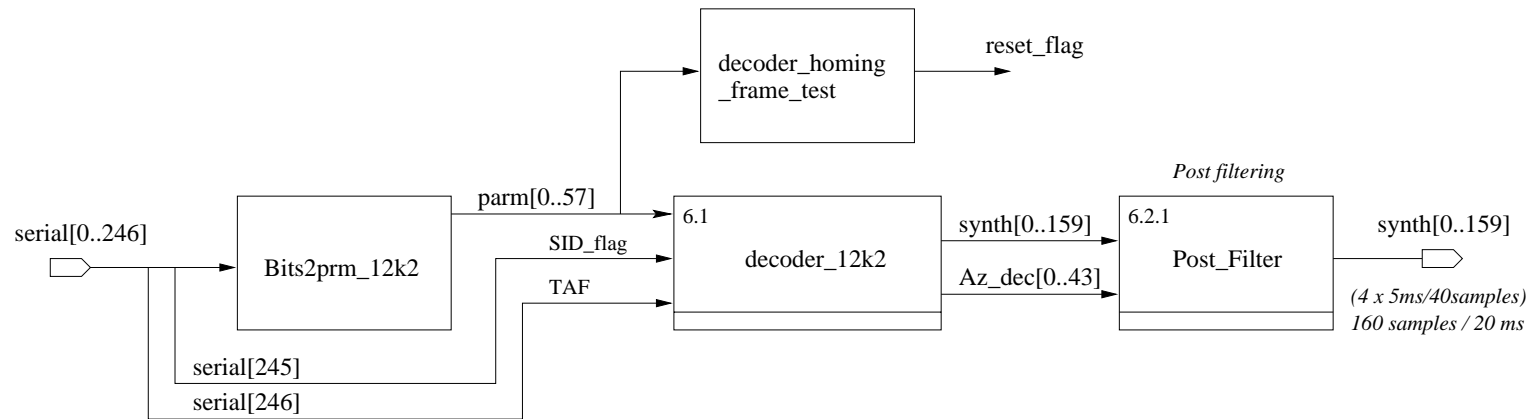 reset_flag
decoder_homing
_frame_test
Post filtering
parm[0..57]
6.1
6.2.1
serial[0..246]
SID_flag
synth[0..159]
synth[0..159]
Bits2prm_12k2
decoder_12k2
Post_Filter
TAF
Az_dec[0..43]
(4 x 5ms/40samples)
160 samples / 20 ms
serial[245]
serial[246]